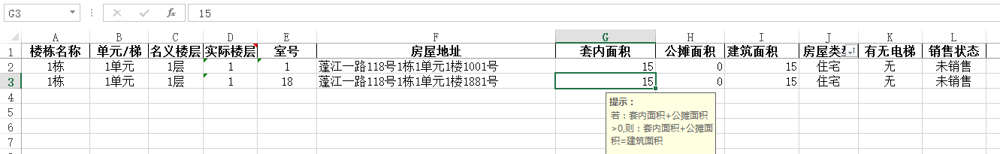 G3 fx 15
A B C D E F G H I J K L
1 楼栋名称 单元/梯 名义楼层 实际楼层 室号 房屋地址 套内面积 公摊面积 建筑面积 房屋类 有无电梯 销售状态
2 1栋 1单元 1层 1 1 蓬江一路118号1栋1单元1楼1001号 15 0 15 住宅 无 未销售
3 1栋 1单元 1层 1 18 蓬江一路118号1栋1单元1楼1881号 15 0 15 住宅 无 未销售
4
提示：
5
若：套内面积+公摊面积
6
>0,则：套内面积+公摊面
7
积=建筑面积